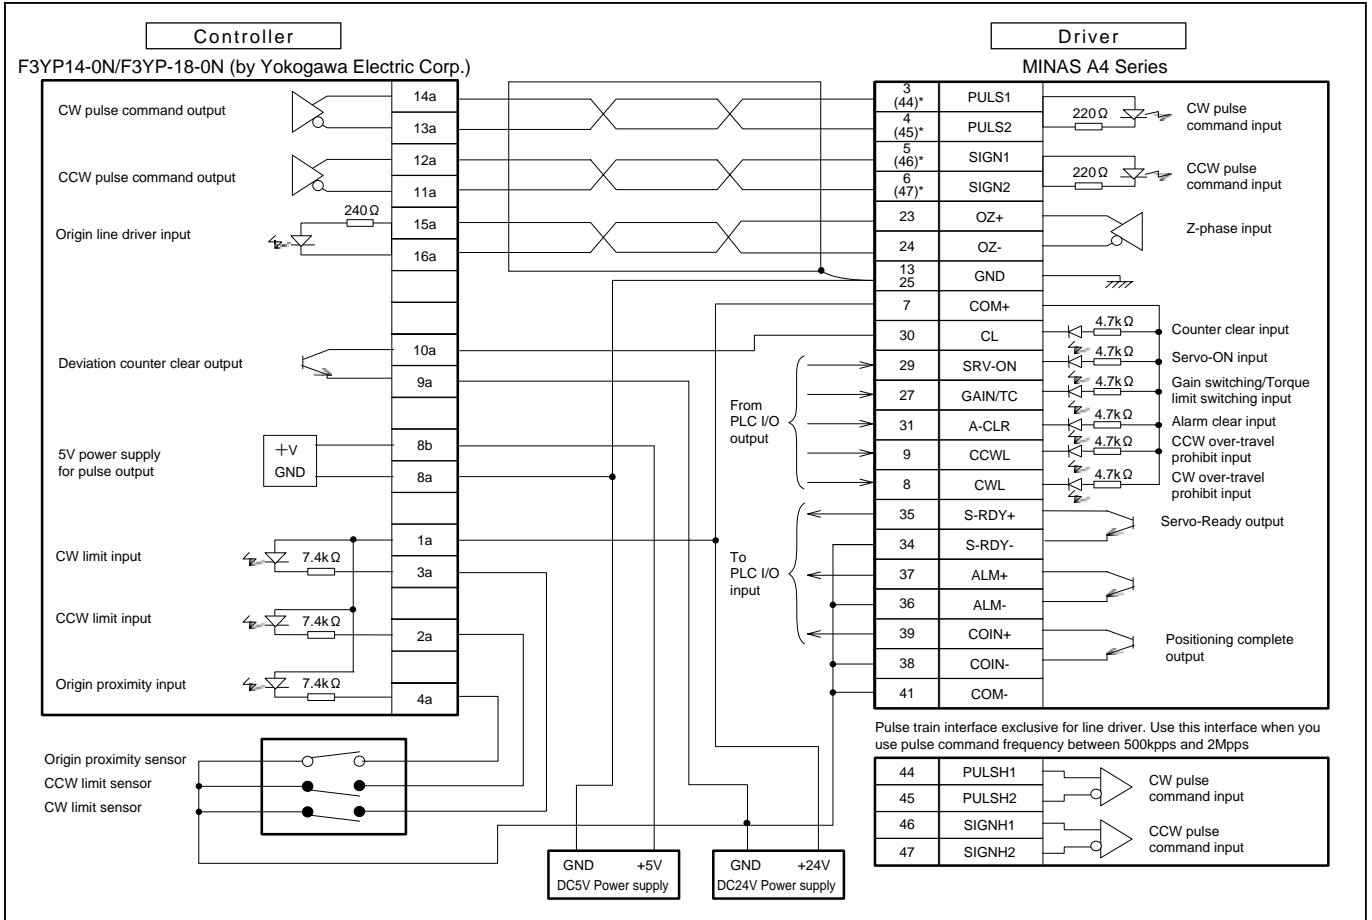 Controller
Driver
F3YP14-0N/F3YP-18-0N (by Yokogawa Electric Corp.)
MINAS A4 Series
CW pulse command output
14a
13a
CCW pulse command output
12a
11a
240Ω
Origin line driver input
15a
16a
Deviation counter clear output
10a
9a
5V power supply
for pulse output
+V
GND
8b
8a
CW limit input
7.4kΩ
1a
3a
CCW limit input
7.4kΩ
2a
Origin proximity input
7.4kΩ
4a
Origin proximity sensor
CCW limit sensor
CW limit sensor
From
PLC I/O
output
To
PLC I/O
input
GND +5V
DC5V Power supply
GND +24V
DC24V Power supply
3
(44)*
PULS1
4
(45)*
PULS2
220Ω
CW pulse
command input
5
(46)*
SIGN1
6
(47)*
SIGN2
220Ω
CCW pulse
command input
23 OZ+
24 OZ-
Z-phase input
13
25
GND
7 COM+
30 CL 4.7kΩ Counter clear input
29 SRV-ON 4.7kΩ Servo-ON input
27 GAIN/TC 4.7kΩ Gain switching/Torque
limit switching input
31 A-CLR 4.7kΩ Alarm clear input
9 CCWL 4.7kΩ CCW over-travel
prohibit input
8 CWL 4.7kΩ CW over-travel
prohibit input
35 S-RDY+ Servo-Ready output
34 S-RDY-
37 ALM+
36 ALM-
39 COIN+ Positioning complete
output
38 COIN-
41 COM-
Pulse train interface exclusive for line driver. Use this interface when you
use pulse command frequency between 500kpps and 2Mpps
44 PULSH1
45 PULSH2
CW pulse
command input
46 SIGNH1
47 SIGNH2
CCW pulse
command input